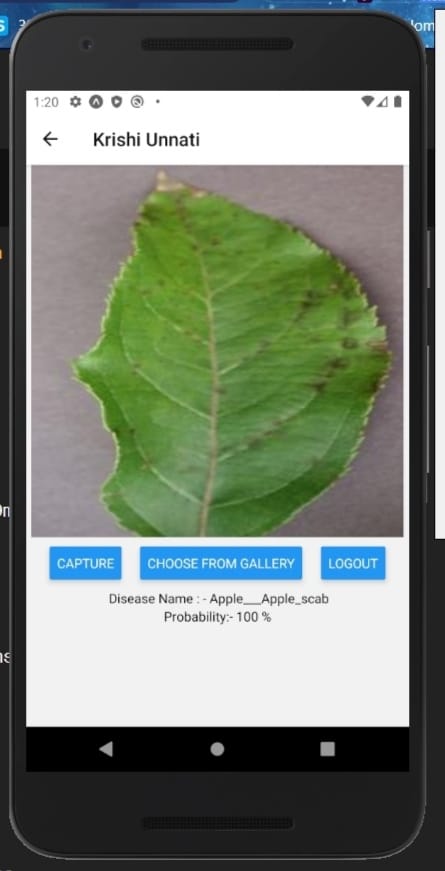 1:20
Krishi Unnati
CAPTURE
CHOOSE FROM GALLERY
LOGOUT
Disease Name : - Apple___Apple_scab
Probability:- 100 %